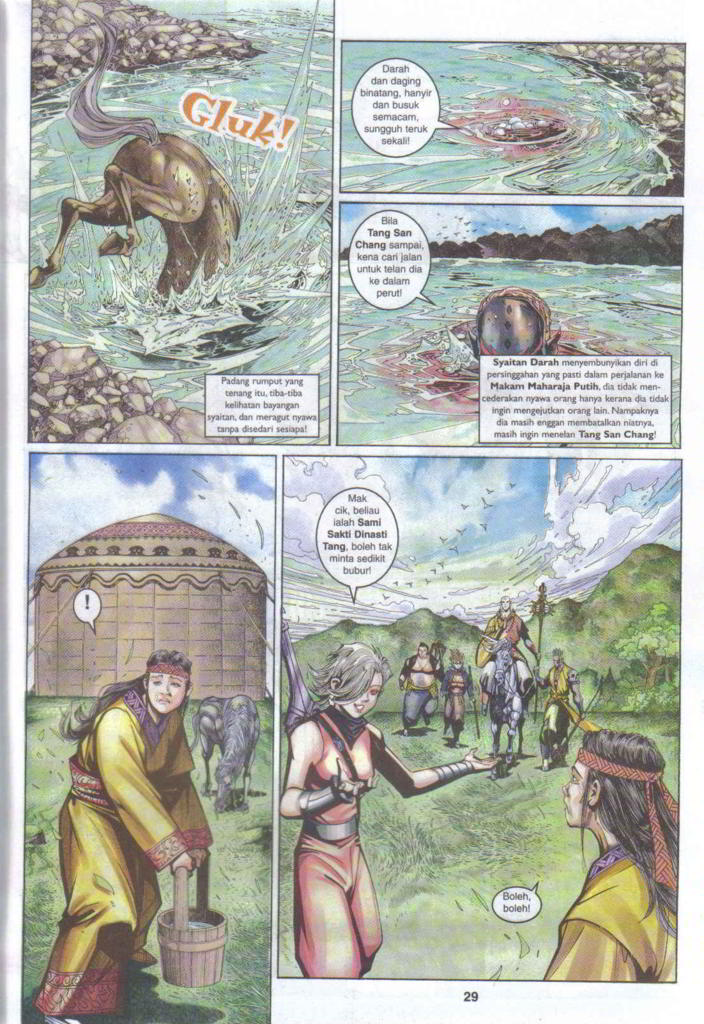 Gluk!
Padang rumput yang
tenang itu, tiba-tiba
kelihatan bayangan
syaitan, dan meragut nyawa
tanpa disedari sesiapa!
Darah
dan daging
binatang, hanyir
dan busuk
semacam,
sungguh teruk
sekali!
Bila
Tang San
Chang sampai,
kena cari jalan
untuk telan dia
ke dalam
perut!
Syaitan Darah menyembunyikan diri di
persinggahan yang pasti dalam perjalanan ke
Makam Maharaja Putih, dia tidak men-
cederakan nyawa orang hanya kerana dia tidak
ingin mengejutkan orang lain. Nampaknya
dia masih enggan membatalkan niatnya,
masih ingin menelan Tang San Chang!
!
Mak
cik, beliau
ialah Sami
Sakti Dinasti
Tang, boleh tak
minta sedikit
bubur!
Boleh,
boleh!
29